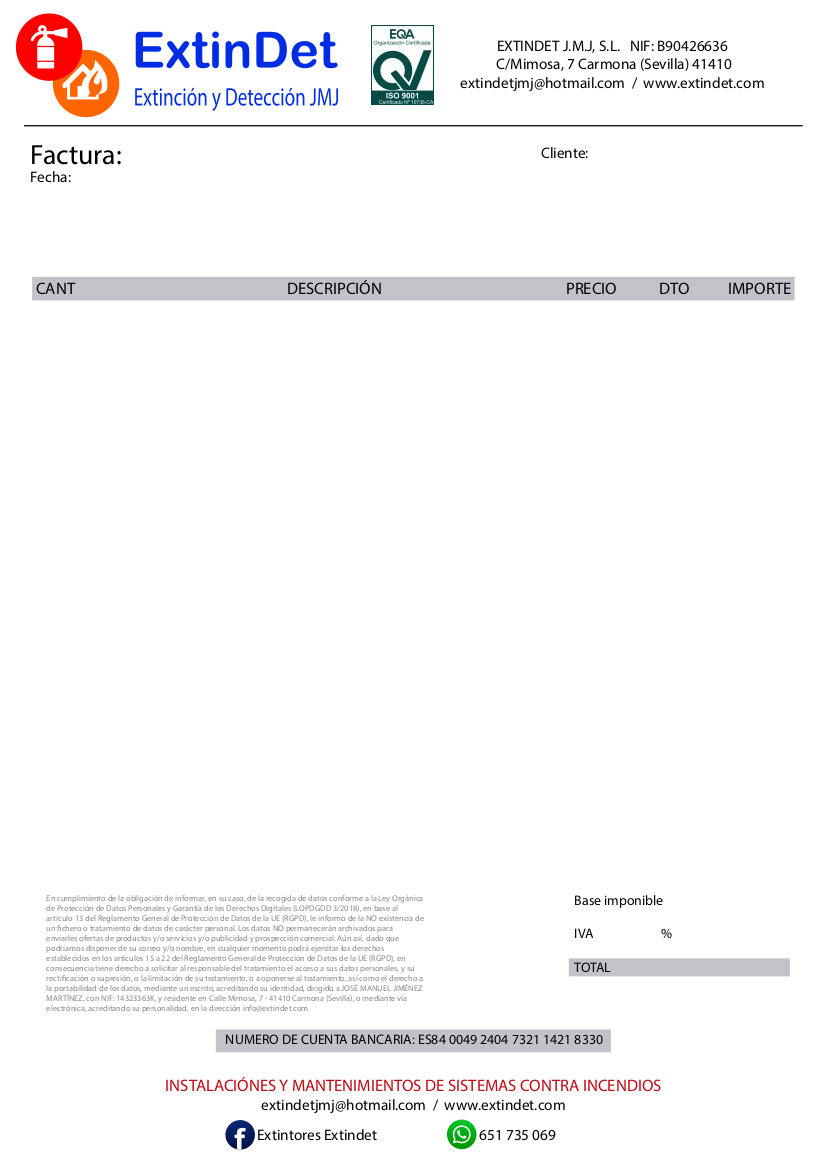 ExtinDet
Extinción y Detección JMJ
EQA
Organización Certificada
ISO 9001
Certificado Nº 10736-CA
EXTINDET J.M.J, S.L. NIF: B90426636
C/Mimosa, 7 Carmona (Sevilla) 41410
extindetjmj@hotmail.com / www.extindet.com
Factura:
Fecha:
Cliente:
CANT DESCRIPCIÓN PRECIO DTO IMPORTE
En cumplimiento de la obligación de informar, en su caso, de la recogida de datos conforme a la Ley Orgánica
de Protección de Datos Personales y Garantía de los Derechos Digitales (LOPDGDD 3/2018), en base al
artículo 13 del Reglamento General de Protección de Datos de la UE (RGPD), le informo de la NO existencia de
un fichero o tratamiento de datos de carácter personal. Los datos NO permanecerán archivados para
enviarles ofertas de productos y/o servicios y/o publicidad y prospección comercial. Aún así, dado que
podríamos disponer de su correo y/o nombre, en cualquier momento podrá ejercitar los derechos
establecidos en los artículos 15 a 22 del Reglamento General de Protección de Datos de la UE (RGPD), en
consecuencia tiene derecho a solicitar al responsable del tratamiento el acceso a sus datos personales, y su
rectificación o supresión, o la limitación de su tratamiento, o a oponerse al tratamiento, así como el derecho a
la portabilidad de los datos, mediante un escrito, acreditando su identidad, dirigido a JOSÉ MANUEL JIMÉNEZ
MARTÍNEZ, con NIF: 14323363K, y residente en Calle Mimosa, 7 - 41410 Carmona (Sevilla), o mediante vía
electrónica, acreditando su personalidad, en la dirección info@extindet.com.
Base imponible
IVA %
TOTAL
NUMERO DE CUENTA BANCARIA: ES84 0049 2404 7321 1421 8330
INSTALACIÓNES Y MANTENIMIENTOS DE SISTEMAS CONTRA INCENDIOS
extindetjmj@hotmail.com / www.extindet.com
Extintores Extindet
651 735 069